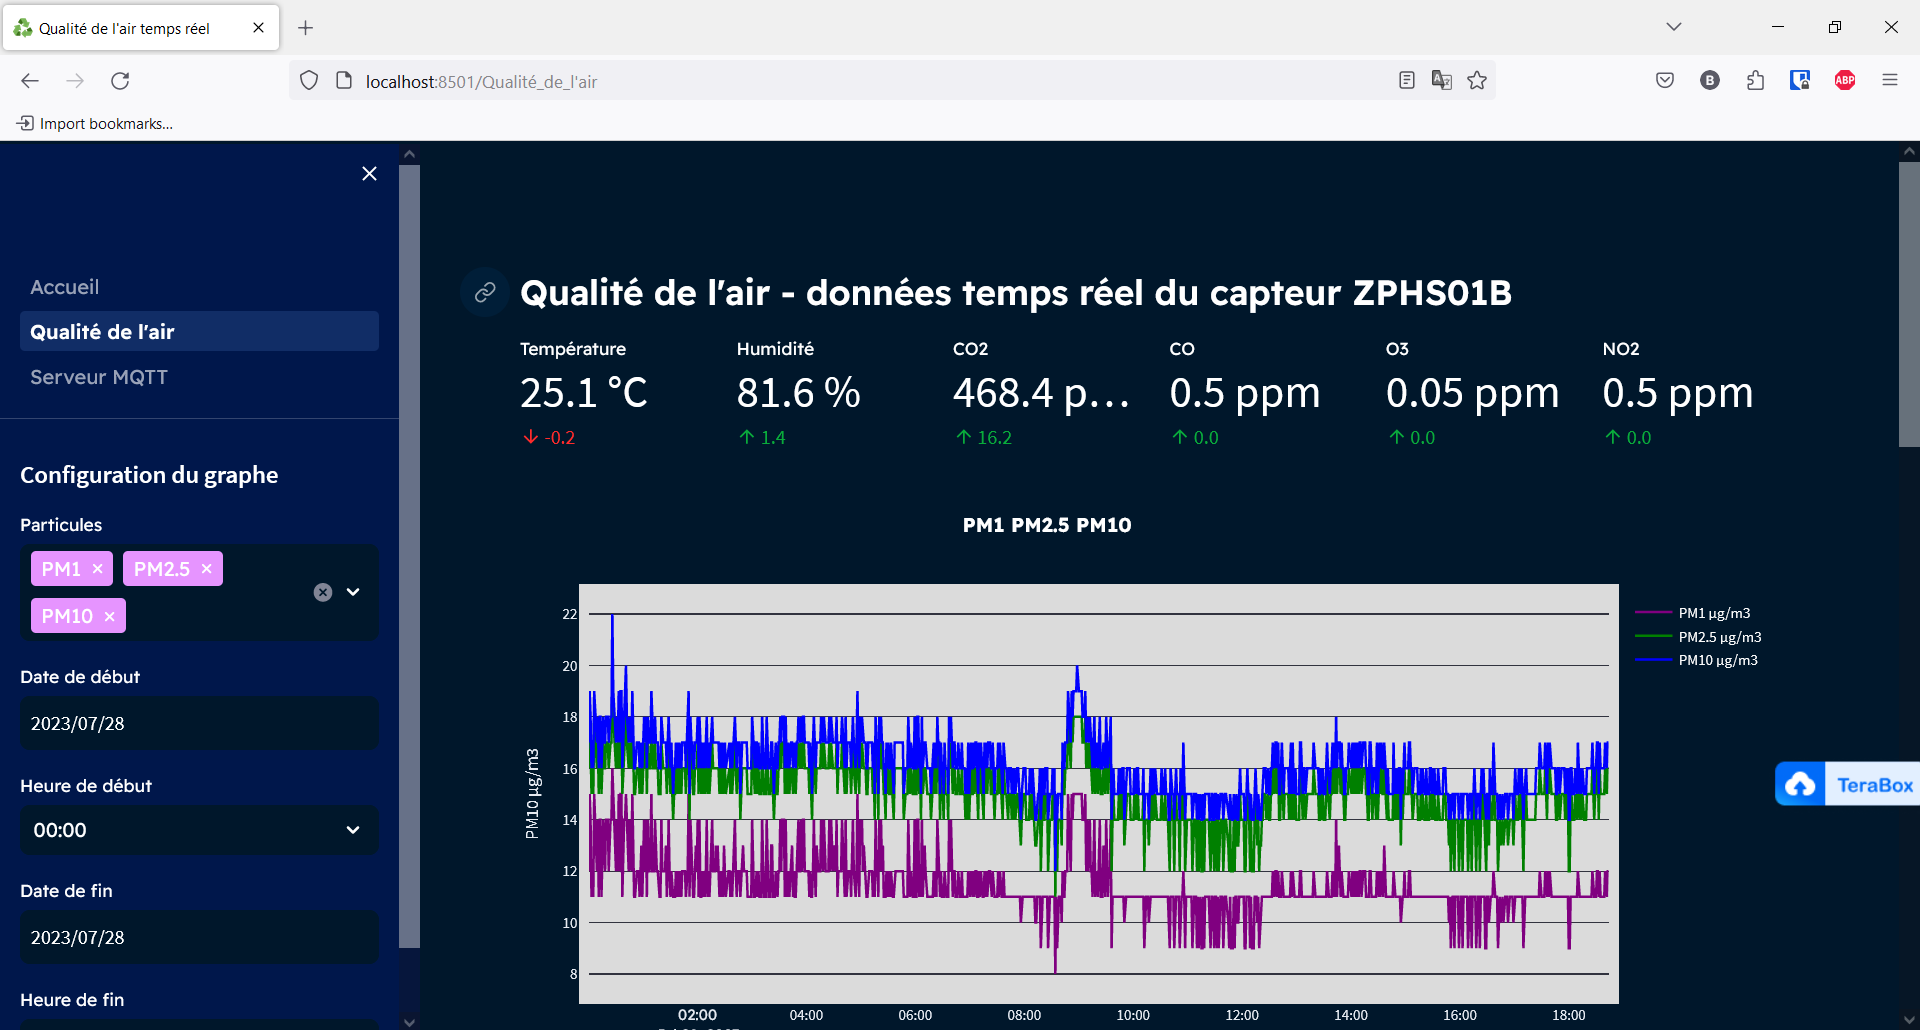 Qualité de l'air temps réel
localhost:8501/Qualité_de_l'air
B
ABP
Import bookmarks...
Accueil
Qualité de l'air
Serveur MQTT
Configuration du graphe
Particules
PM1 ×
PM2.5 ×
PM10 ×
Date de début
2023/07/28
Heure de début
00:00
Date de fin
2023/07/28
Heure de fin
Qualité de l'air - données temps réel du capteur ZPHS01B
Température
25.1 °C
↓ -0.2
Humidité
81.6 %
↑ 1.4
CO2
468.4 p...
↑ 16.2
CO
0.5 ppm
↑ 0.0
O3
0.05 ppm
↑ 0.0
NO2
0.5 ppm
↑ 0.0
PM1 PM2.5 PM10
PM10 µg/m3
22
20
18
16
14
12
10
8
02:00
04:00
06:00
08:00
10:00
12:00
14:00
16:00
18:00
PM1 µg/m3
PM2.5 µg/m3
PM10 µg/m3
TeraBox